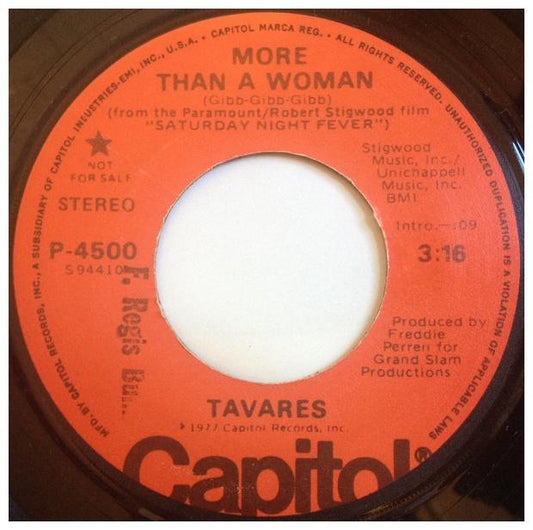 MFD. BY CAPITOL RECORDS, INC., A SUBSIDIARY OF CAPITOL INDUSTRIES-EMI, INC., U.S.A. • CAPITOL MARCA REG. • ALL RIGHTS RESERVED. UNAUTHORIZED DUPLICATION IS A VIOLATION OF APPLICABLE LAWS
MORE
THAN A WOMAN
(Gibb-Gibb-Gibb)
(from the Paramount/Robert Stigwood film
"SATURDAY NIGHT FEVER")
NOT
FOR SALE
STEREO
P-4500
S94410
F. Regis Bu
Stigwood
Music, Inc./
Unichappell
Music, Inc.
BMI
Intro.—:09
3:16
Produced by
Freddie
Perren for
Grand Slam
Productions
TAVARES
℗ 1977 Capitol Records, Inc.
Capitol®